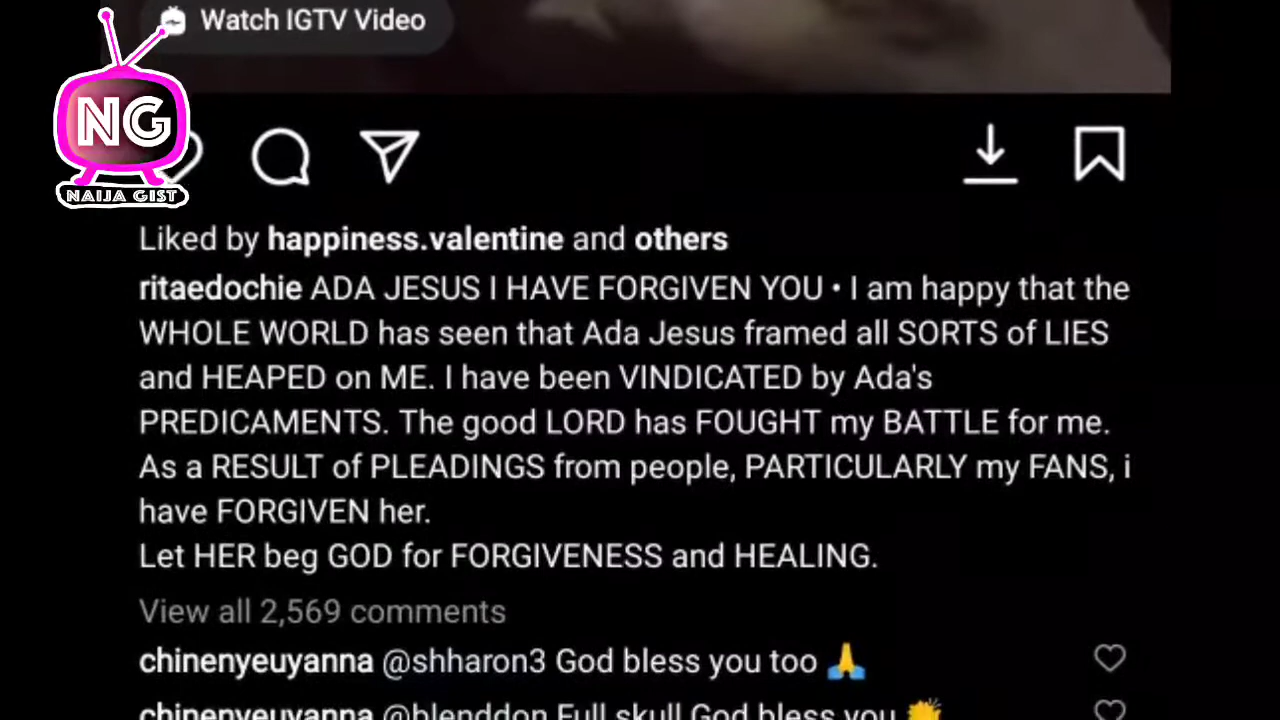 Watch IGTV Video
NG
NAIJA GIST
Liked by happiness.valentine and others
ritaedochie ADA JESUS I HAVE FORGIVEN YOU • I am happy that the
WHOLE WORLD has seen that Ada Jesus framed all SORTS of LIES
and HEAPED on ME. I have been VINDICATED by Ada's
PREDICAMENTS. The good LORD has FOUGHT my BATTLE for me.
As a RESULT of PLEADINGS from people, PARTICULARLY my FANS, i
have FORGIVEN her.
Let HER beg GOD for FORGIVENESS and HEALING.
View all 2,569 comments
chinenyeuyanna @shharon3 God bless you too 🙏
chinenyeuyanna @blenddon Full skull God bless you